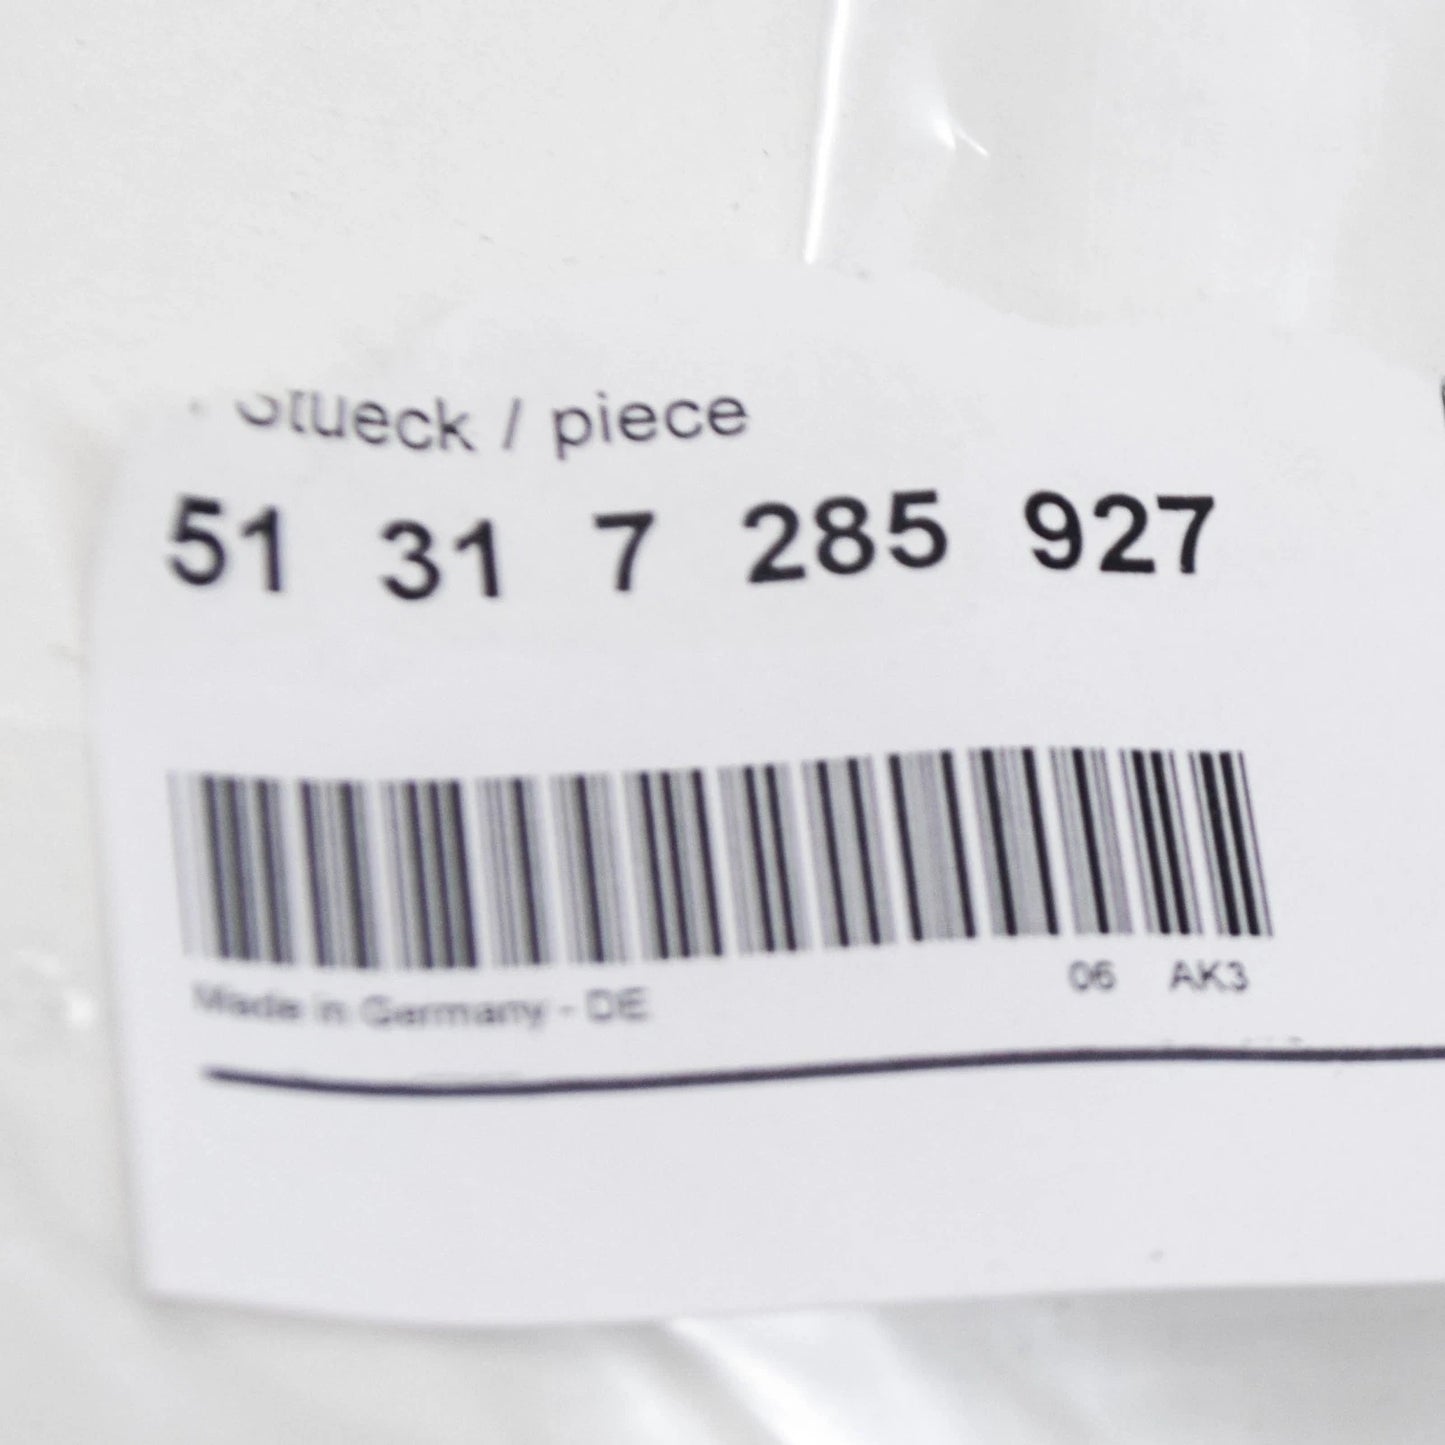 Stueck / piece
51 31 7 285 927
Made in Germany - DE 06 AK3